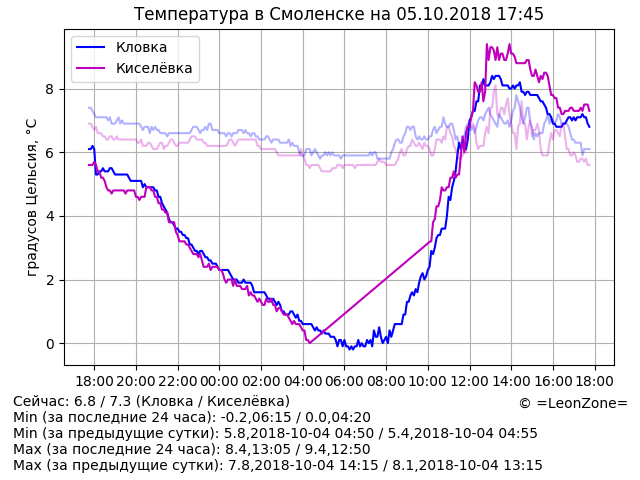 Температура в Смоленске на 05.10.2018 17:45
Кловка
Киселёвка
градусов Цельсия, °C
8
6
4
2
0
18:00 20:00 22:00 00:00 02:00 04:00 06:00 08:00 10:00 12:00 14:00 16:00 18:00
Сейчас: 6.8 / 7.3 (Кловка / Киселёвка)
© =LeonZone=
Min (за последние 24 часа): -0.2,06:15 / 0.0,04:20
Min (за предыдущие сутки): 5.8,2018-10-04 04:50 / 5.4,2018-10-04 04:55
Max (за последние 24 часа): 8.4,13:05 / 9.4,12:50
Max (за предыдущие сутки): 7.8,2018-10-04 14:15 / 8.1,2018-10-04 13:15